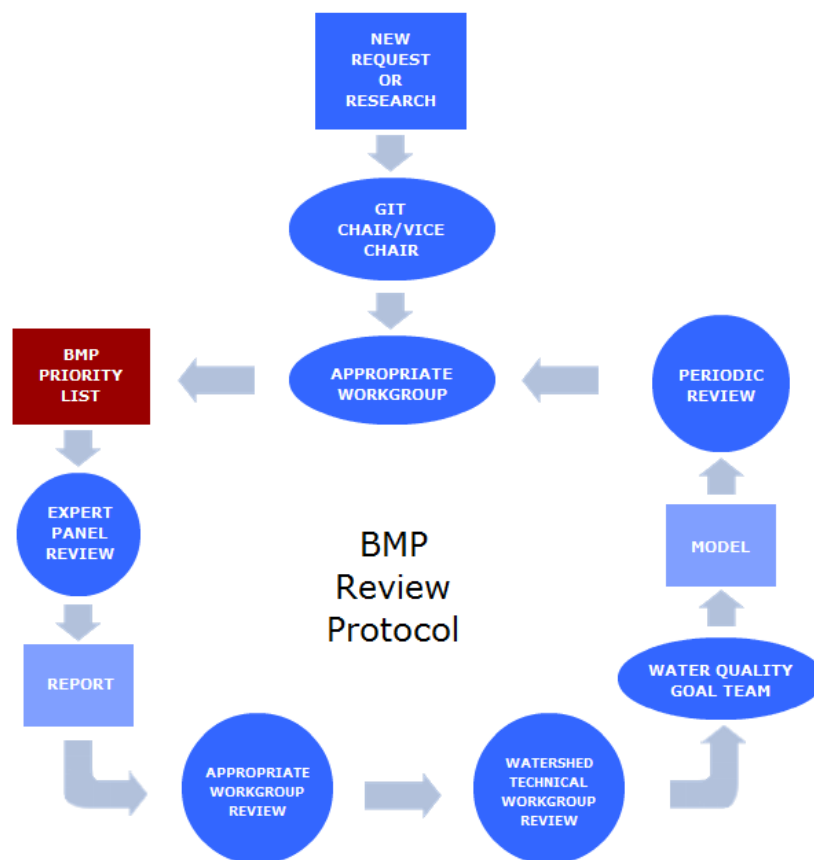 NEW
REQUEST
OR
RESEARCH
GIT
CHAIR/VICE
CHAIR
APPROPRIATE
WORKGROUP
BMP
PRIORITY
LIST
EXPERT
PANEL
REVIEW
REPORT
APPROPRIATE
WORKGROUP
REVIEW
WATERSHED
TECHNICAL
WORKGROUP
REVIEW
WATER QUALITY
GOAL TEAM
MODEL
PERIODIC
REVIEW
BMP
Review
Protocol